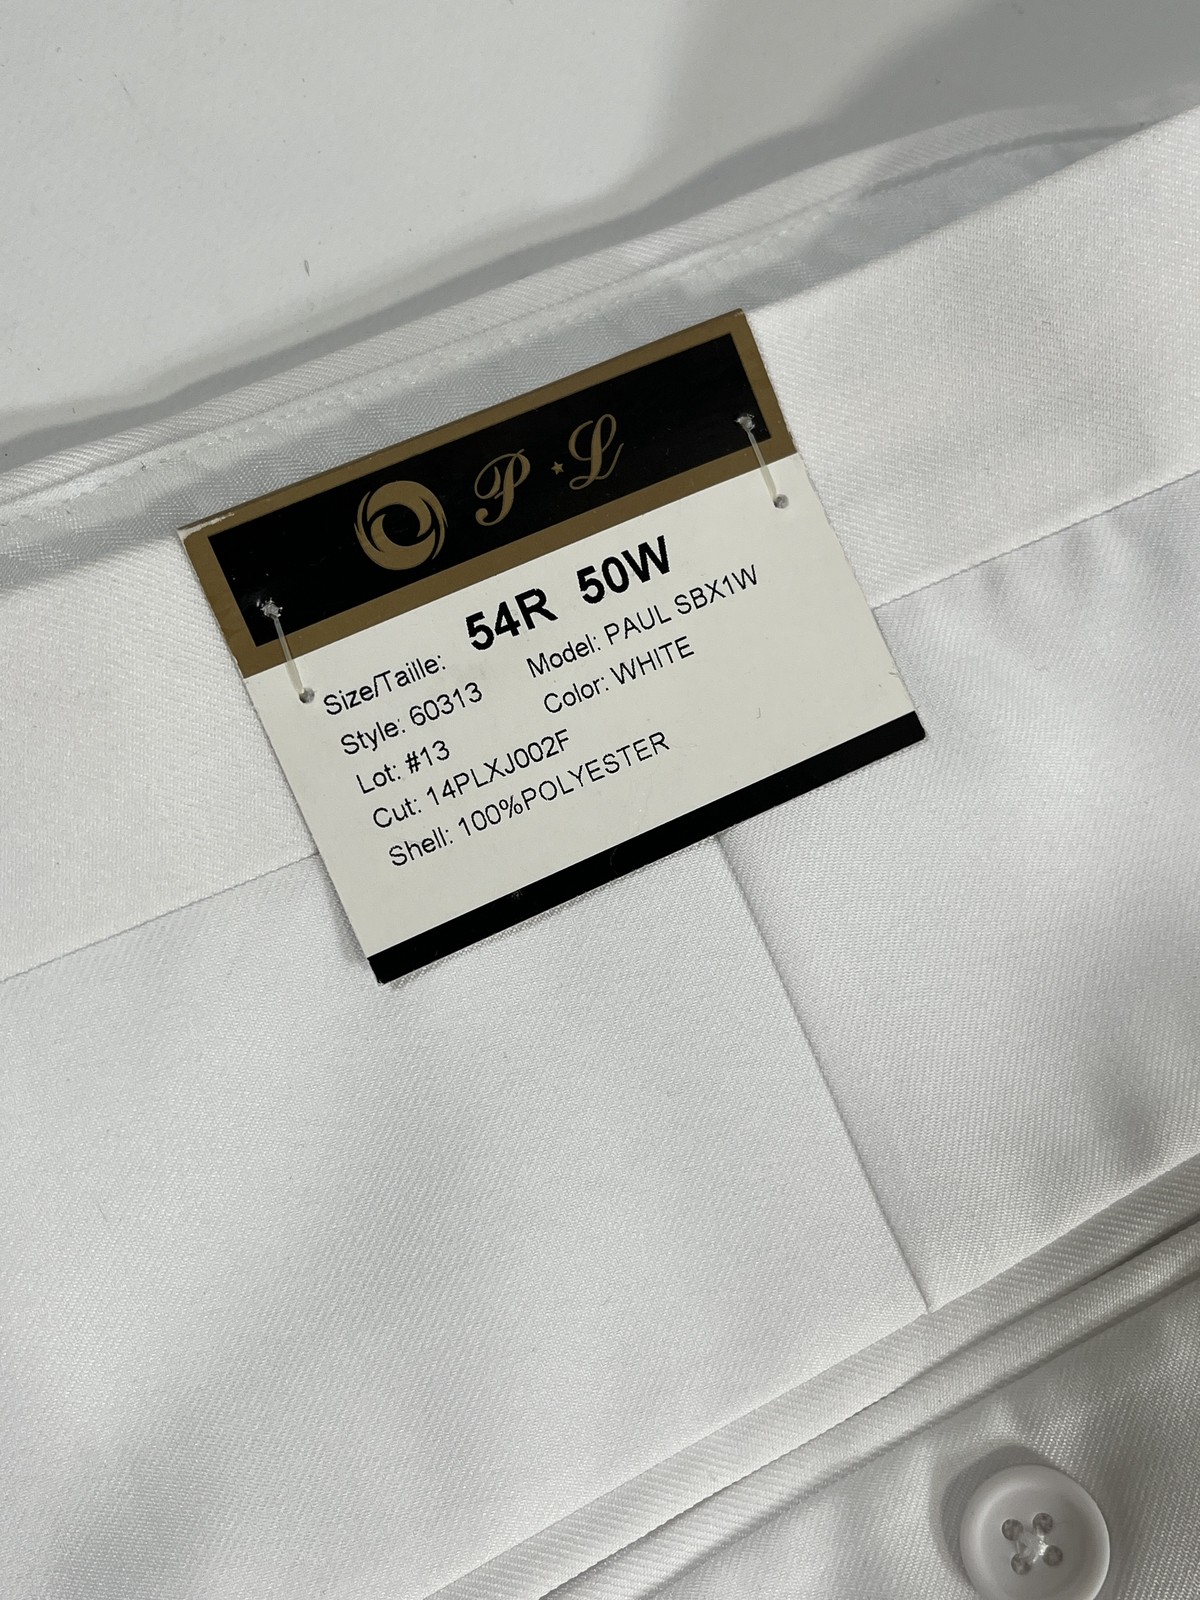 P★L
Size/Taille: 54R 50W
Style: 60313 Model: PAUL SBX1W
Lot: #13 Color: WHITE
Cut: 14PLXJ002F
Shell: 100%POLYESTER